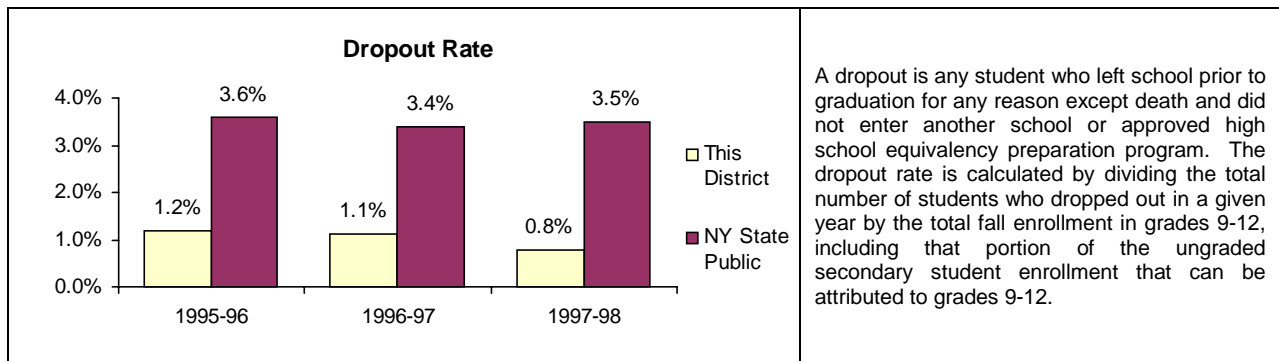 Dropout Rate
4.0%
3.0%
2.0%
1.0%
0.0%
3.6%
3.4%
3.5%
1.2%
1.1%
0.8%
1995-96
1996-97
1997-98
This
District
NY State
Public
A dropout is any student who left school prior to
graduation for any reason except death and did
not enter another school or approved high
school equivalency preparation program. The
dropout rate is calculated by dividing the total
number of students who dropped out in a given
year by the total fall enrollment in grades 9-12,
including that portion of the ungraded
secondary student enrollment that can be
attributed to grades 9-12.